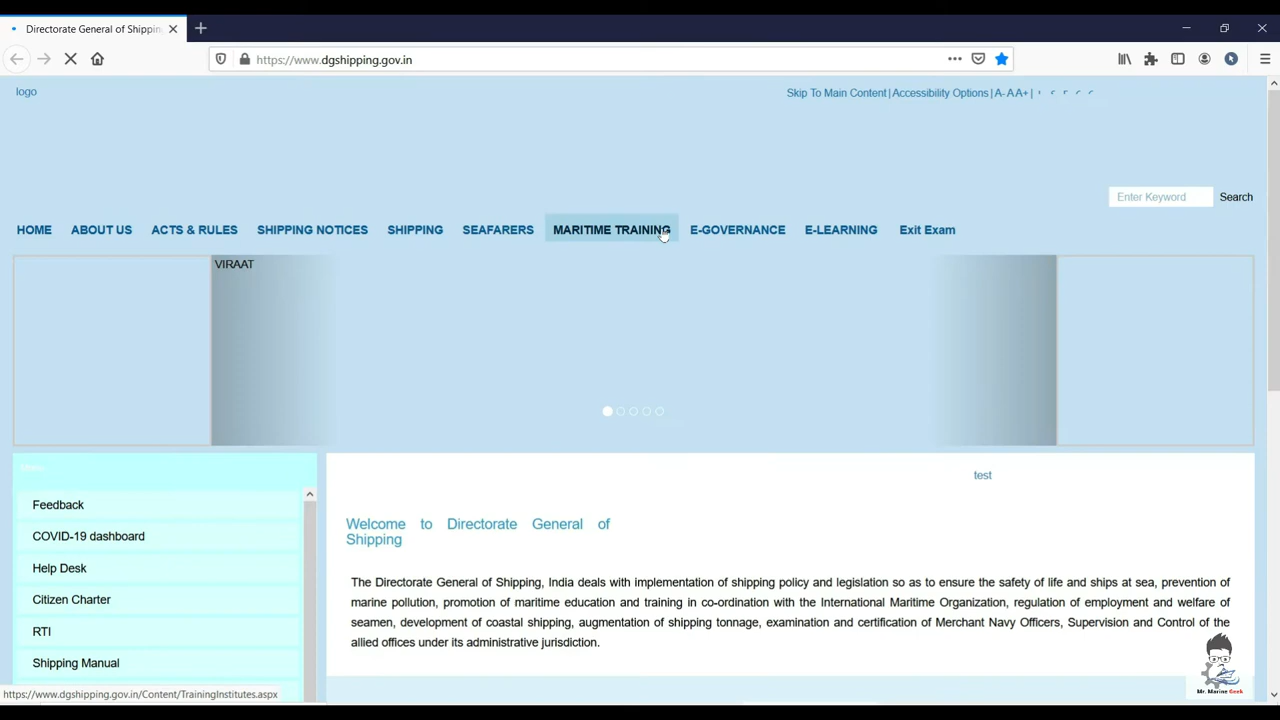 Directorate General of Shippin
https://www.dgshipping.gov.in
logo
Skip To Main Content | Accessibility Options | A- A A+ |
Enter Keyword
Search
HOME
ABOUT US
ACTS & RULES
SHIPPING NOTICES
SHIPPING
SEAFARERS
MARITIME TRAINING
E-GOVERNANCE
E-LEARNING
Exit Exam
VIRAAT
test
Feedback
COVID-19 dashboard
Help Desk
Citizen Charter
RTI
Shipping Manual
Welcome to Directorate General of
Shipping
The Directorate General of Shipping, India deals with implementation of shipping policy and legislation so as to ensure the safety of life and ships at sea, prevention of
marine pollution, promotion of maritime education and training in co-ordination with the International Maritime Organization, regulation of employment and welfare of
seamen, development of coastal shipping, augmentation of shipping tonnage, examination and certification of Merchant Navy Officers, Supervision and Control of the
allied offices under its administrative jurisdiction.
Mr. Marine Geek
https://www.dgshipping.gov.in/Content/TrainingInstitutes.aspx